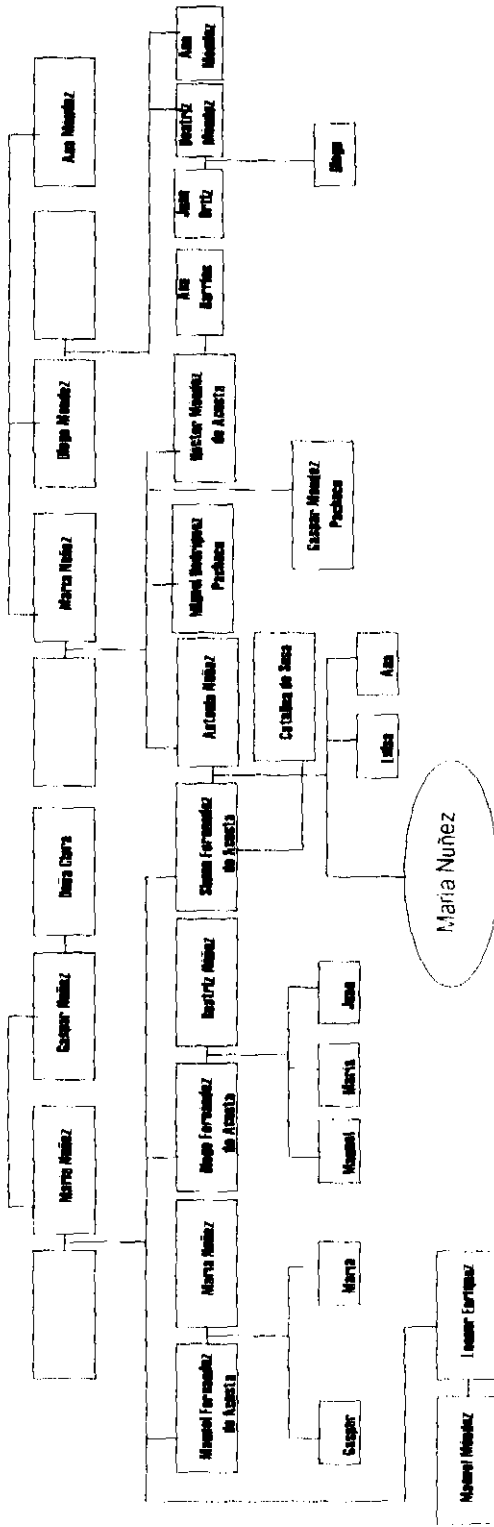 Maria Nuñez
Gaspar Nuñez
Doña Clara
Maria Nuñez
Diego Mendez
Ana Mendez
Manuel Fernandez
de Acosta
Maria Nuñez
Diego Fernandez
de Acosta
Beatriz Nuñez
Simon Fernandez
de Acosta
Antonia Nuñez
Miguel Rodriguez
Pacheco
Hector Mendez
de Acosta
Ana
Barrios
Juan
Ortiz
Beatriz
Mendez
Ana
Mendez
Catalina de Sosa
Gaspar Mendez
Pacheco
Diego
Gaspar
Maria
Manuel
Maria
Juan
Luisa
Ana
Maria Nuñez
Manuel Méndez
Leonor Enriquez